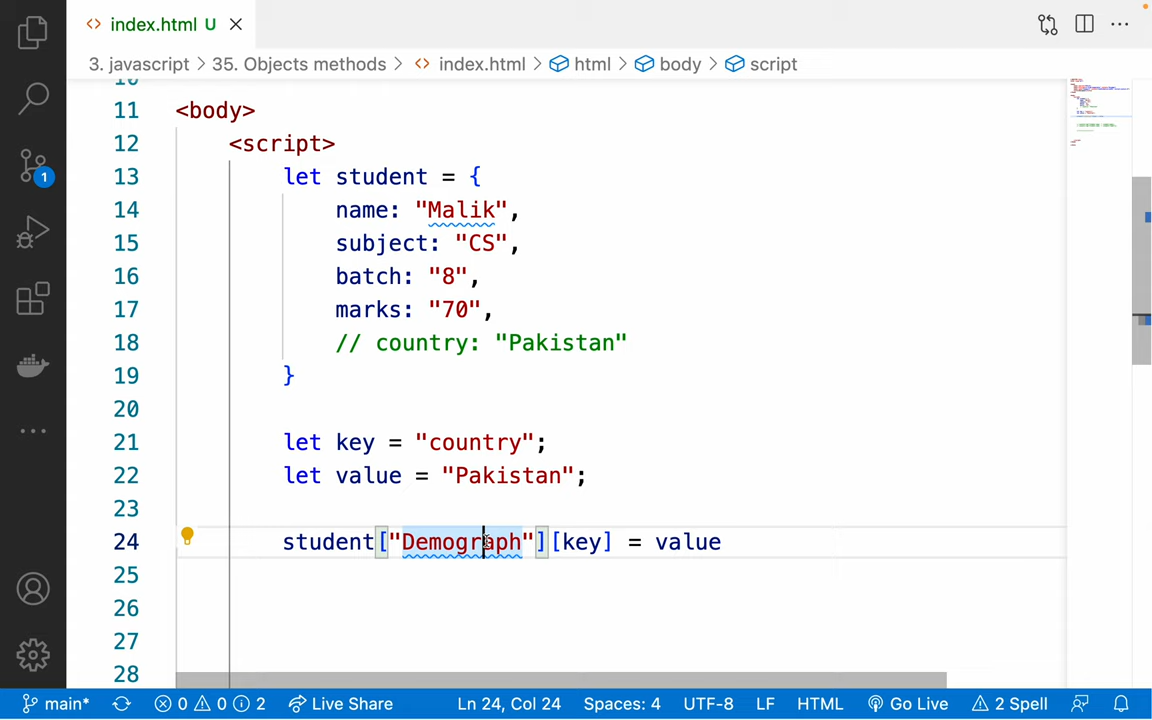 index.html U
3. javascript > 35. Objects methods > index.html > html > body > script
11 <body>
12 <script>
13 let student = {
14 name: "Malik",
15 subject: "CS",
16 batch: "8",
17 marks: "70",
18 // country: "Pakistan"
19 }
20
21 let key = "country";
22 let value = "Pakistan";
23
24 student["Demograph"][key] = value
25
26
27
28
1
main* 0 0 2 Live Share Ln 24, Col 24 Spaces: 4 UTF-8 LF HTML Go Live 2 Spell